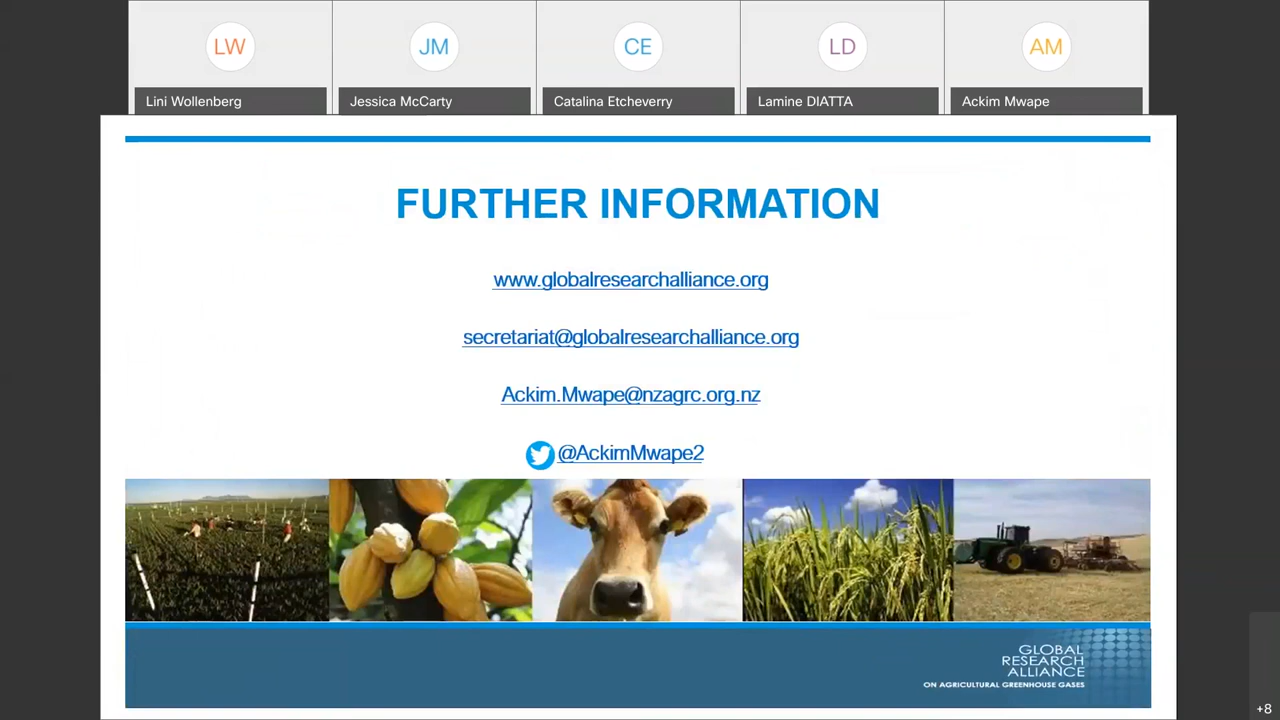 LW
JM
CE
LD
AM
Lini Wollenberg
Jessica McCarty
Catalina Etcheverry
Lamine DIATTA
Ackim Mwape
FURTHER INFORMATION
www.globalresearchalliance.org
secretariat@globalresearchalliance.org
Ackim.Mwape@nzagrc.org.nz
@AckimMwape2
GLOBAL
RESEARCH
ALLIANCE
ON AGRICULTURAL GREENHOUSE GASES
+8